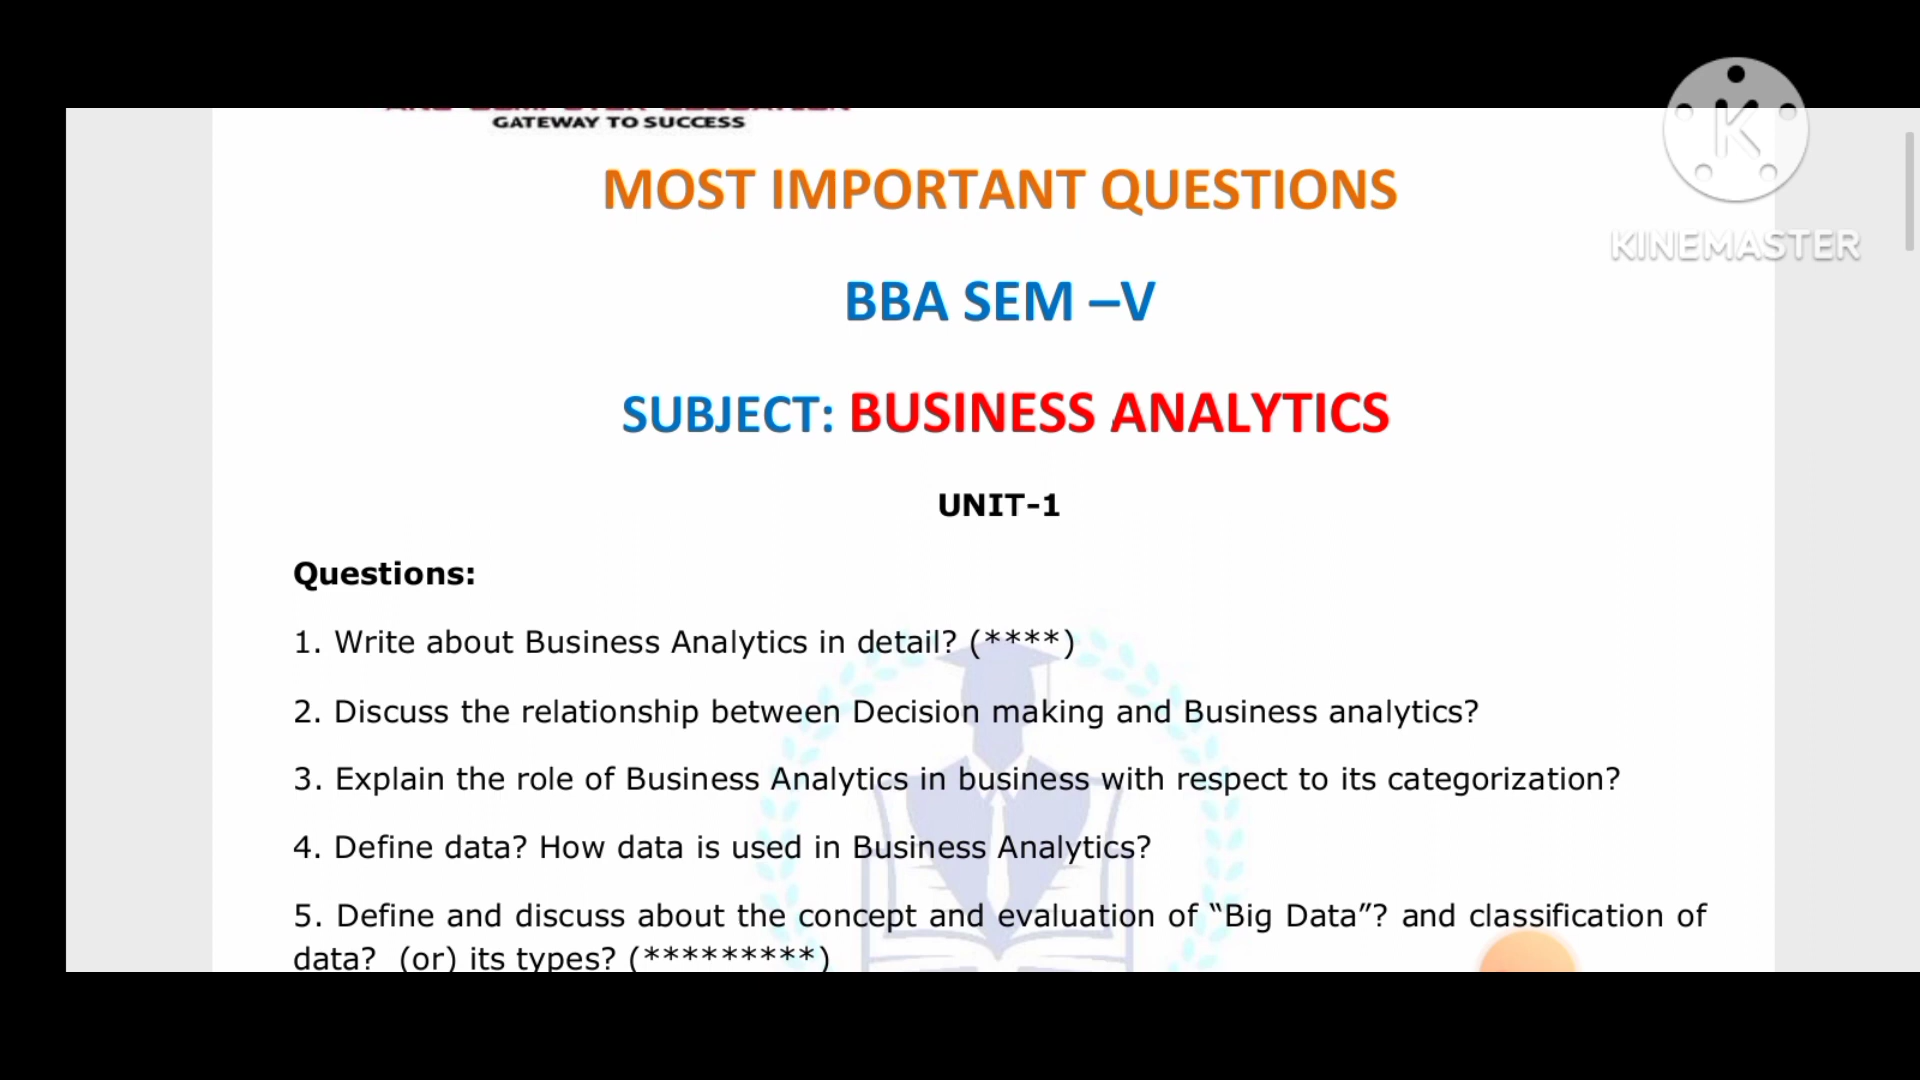 GATEWAY TO SUCCESS
MOST IMPORTANT QUESTIONS
BBA SEM –V
SUBJECT: BUSINESS ANALYTICS
UNIT-1
Questions:
1. Write about Business Analytics in detail? (****)
2. Discuss the relationship between Decision making and Business analytics?
3. Explain the role of Business Analytics in business with respect to its categorization?
4. Define data? How data is used in Business Analytics?
5. Define and discuss about the concept and evaluation of “Big Data”? and classification of
data? (or) its types? (*********)
K
KINEMASTER